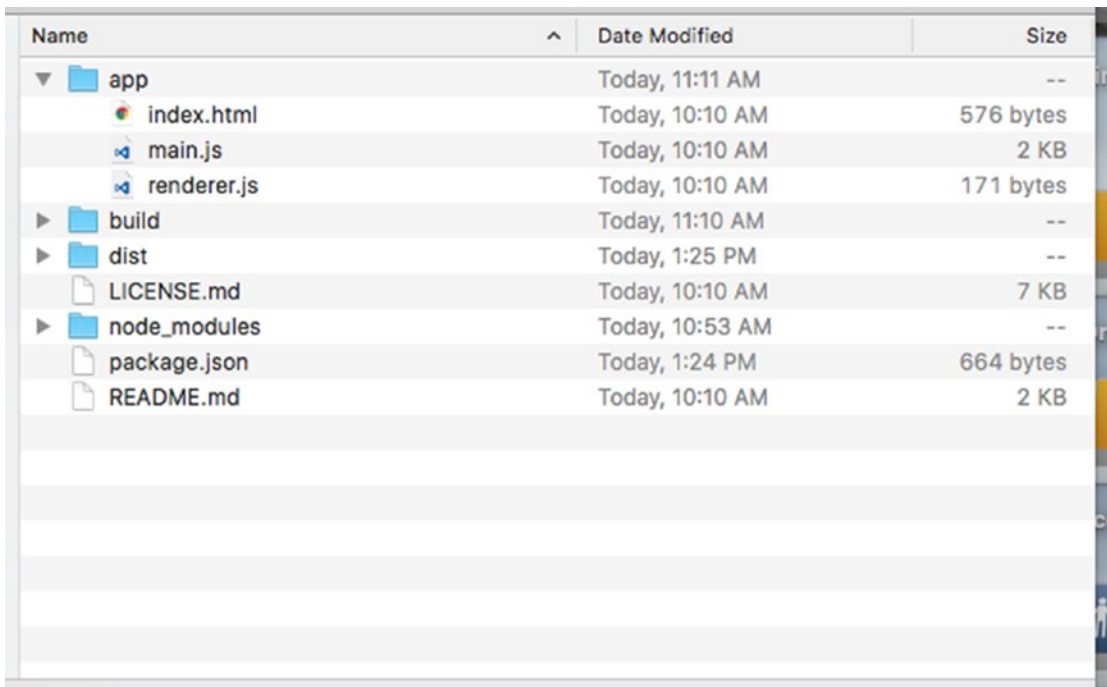 Name Date Modified Size
app Today, 11:11 AM --
index.html Today, 10:10 AM 576 bytes
main.js Today, 10:10 AM 2 KB
renderer.js Today, 10:10 AM 171 bytes
build Today, 11:10 AM --
dist Today, 1:25 PM --
LICENSE.md Today, 10:10 AM 7 KB
node_modules Today, 10:53 AM --
package.json Today, 1:24 PM 664 bytes
README.md Today, 10:10 AM 2 KB